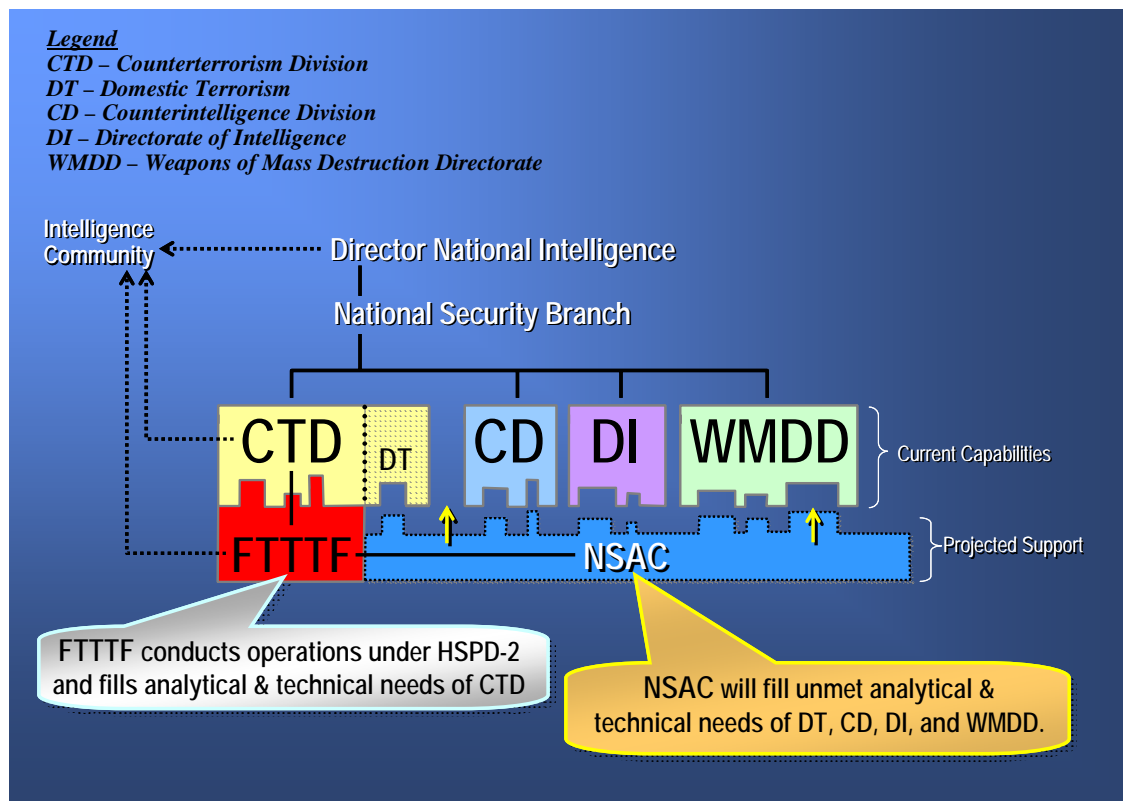 Legend
CTD – Counterterrorism Division
DT – Domestic Terrorism
CD – Counterintelligence Division
DI – Directorate of Intelligence
WMDD – Weapons of Mass Destruction Directorate
Intelligence
Community
Director National Intelligence
National Security Branch
CTD
DT
CD
DI
WMDD
Current Capabilities
FTTTF
NSAC
Projected Support
FTTTF conducts operations under HSPD-2
and fills analytical & technical needs of CTD
NSAC will fill unmet analytical &
technical needs of DT, CD, DI, and WMDD.